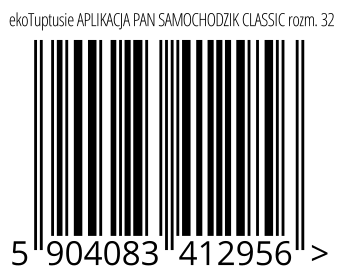 ekoTuptusie APLIKACJA PAN SAMOCHODZIK CLASSIC rozm. 32
5 904083 412956 >